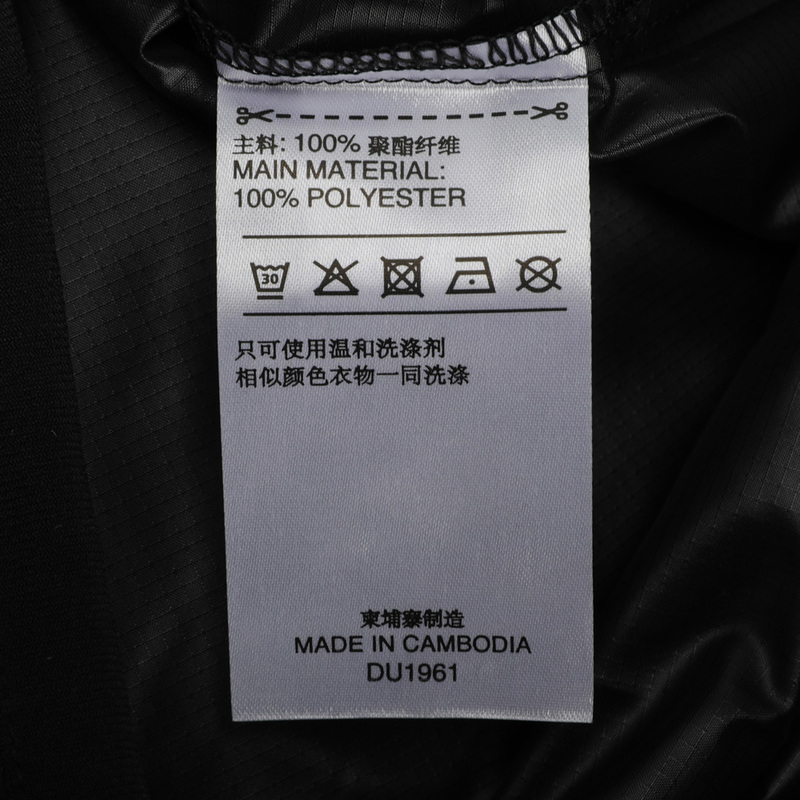 主料: 100% 聚酯纤维
MAIN MATERIAL:
100% POLYESTER
30
只可使用温和洗涤剂
相似颜色衣物一同洗涤
柬埔寨制造
MADE IN CAMBODIA
DU1961